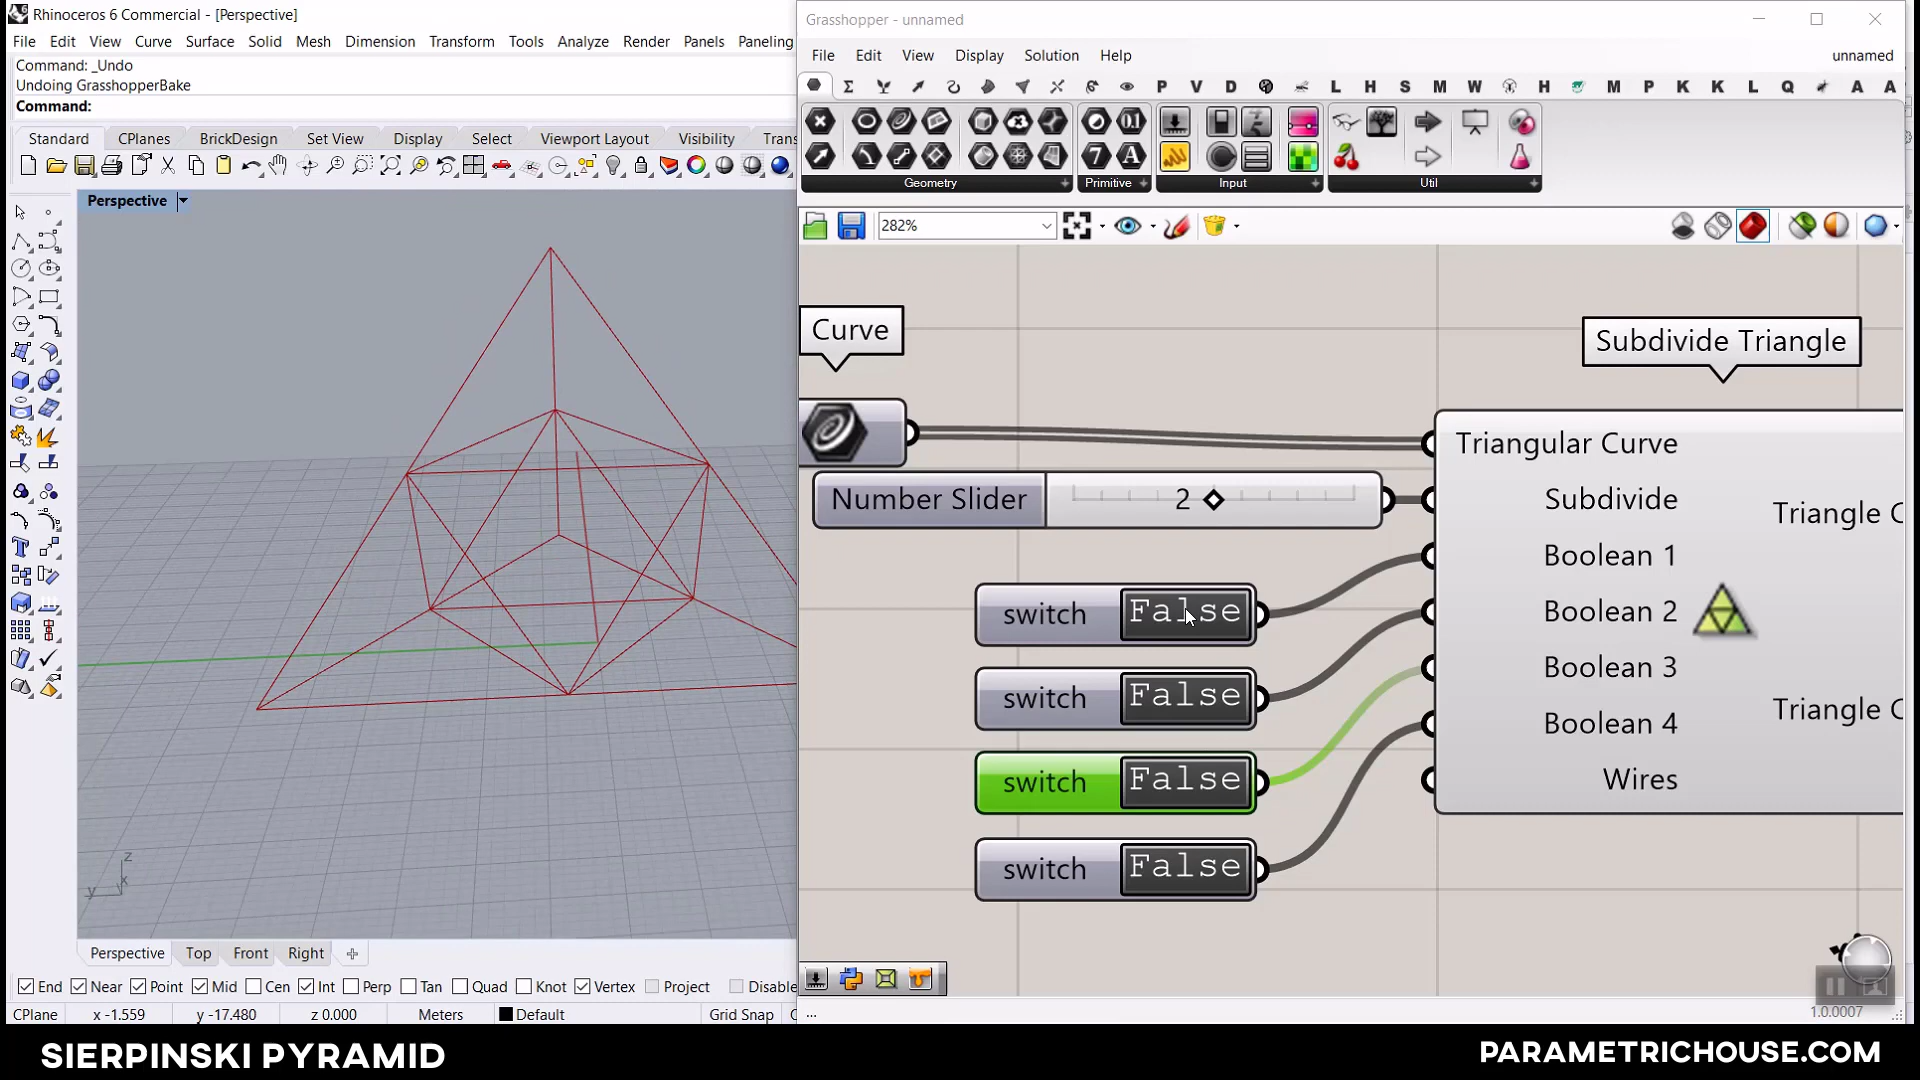 Rhinoceros 6 Commercial - [Perspective]
File Edit View Curve Surface Solid Mesh Dimension Transform Tools Analyze Render Panels Paneling
Command: _Undo
Undoing GrasshopperBake
Command:
Standard CPlanes BrickDesign Set View Display Select Viewport Layout Visibility Trans
Perspective
z
y x
Perspective Top Front Right
End Near Point Mid Cen Int Perp Tan Quad Knot Vertex Project Disable
CPlane x -1.559 y -17.480 z 0.000 Meters Default Grid Snap
Grasshopper - unnamed
File Edit View Display Solution Help unnamed
P V D L H S M W H M P K K L Q A A
Geometry Primitive Input Util
282%
Curve
Subdivide Triangle
Triangular Curve
Number Slider 2
Subdivide
Triangle C
Boolean 1
switch False
Boolean 2
switch False
Boolean 3
Triangle C
Boolean 4
switch False
Wires
switch False
...
1.0.0007
SIERPINSKI PYRAMID
PARAMETRICHOUSE.COM